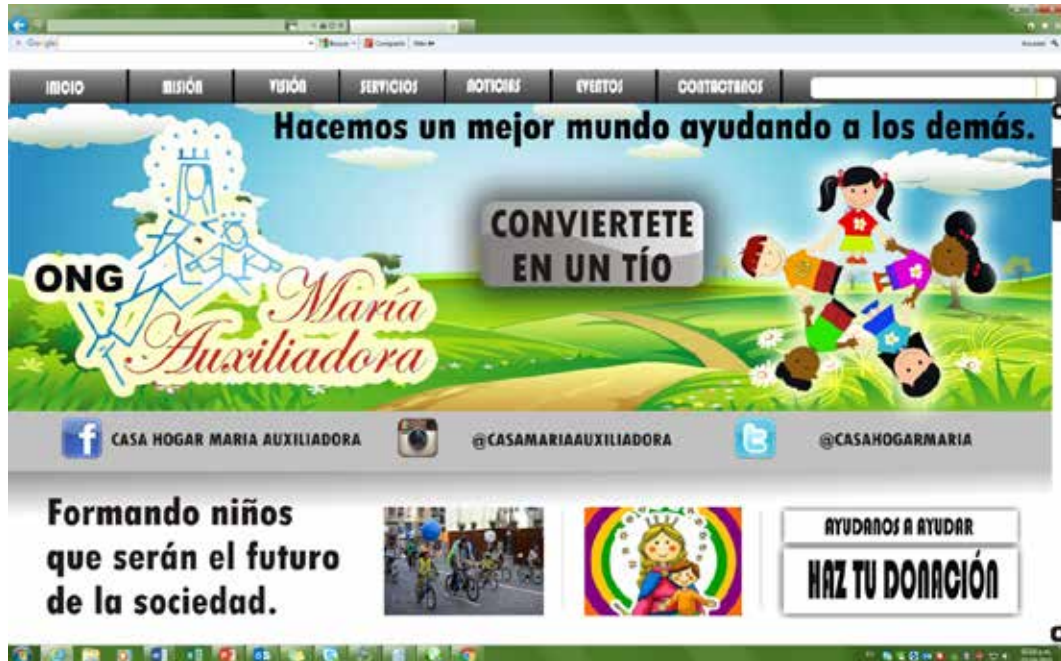 Google
INICIO
MISIÓN
VISIÓN
SERVICIOS
NOTICIAS
EVENTOS
CONTACTANOS
Hacemos un mejor mundo ayudando a los demás.
CONVIERTETE
EN UN TÍO
ONG
María
Auxiliadora
CASA HOGAR MARIA AUXILIADORA
@CASAMARIAAUXILIADORA
@CASAHOGARMARIA
Formando niños
que serán el futuro
de la sociedad.
AYUDANOS A AYUDAR
HAZ TU DONACIÓN